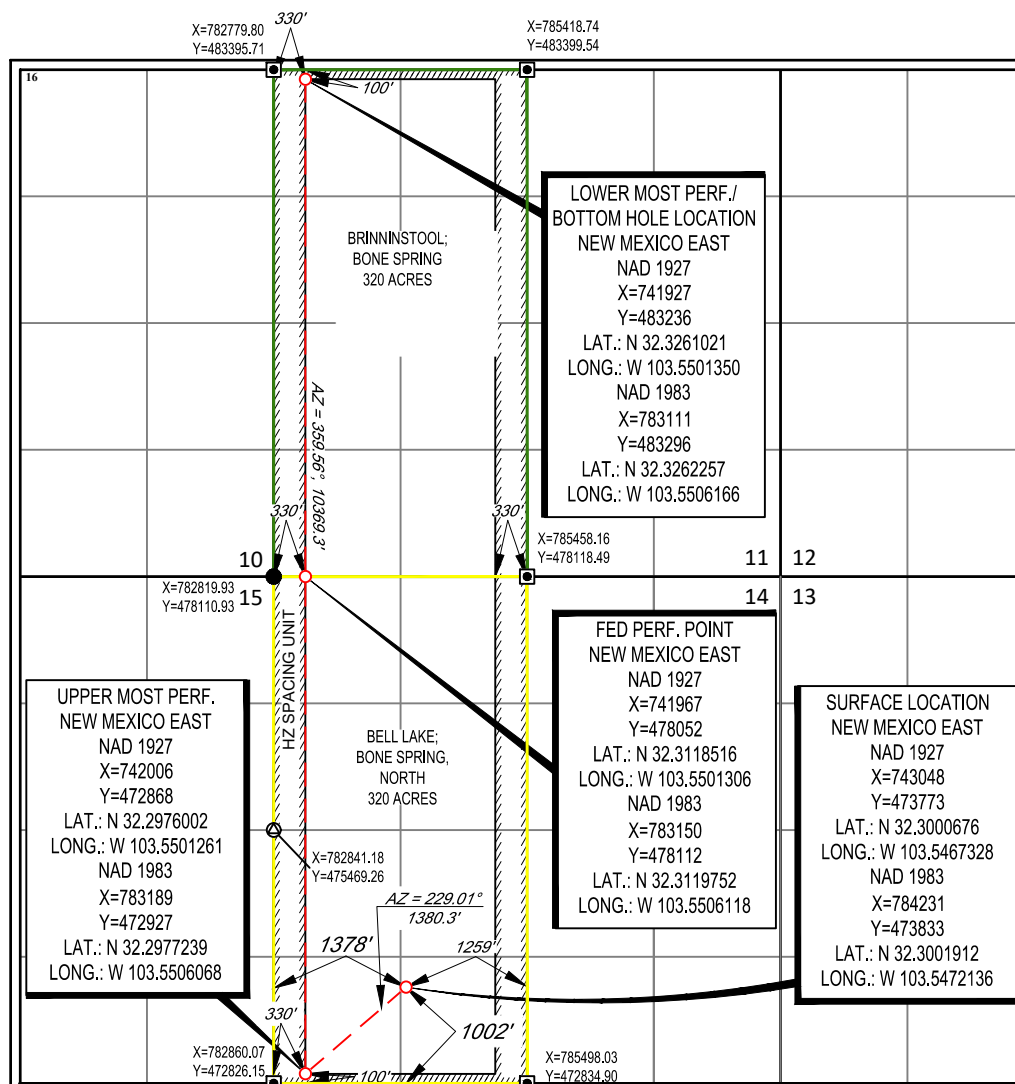 330'
X=782779.80
Y=483395.71
X=785418.74
Y=483399.54
16
100'
LOWER MOST PERF./
BOTTOM HOLE LOCATION
NEW MEXICO EAST
NAD 1927
X=741927
Y=483236
LAT.: N 32.3261021
LONG.: W 103.5501350
NAD 1983
X=783111
Y=483296
LAT.: N 32.3262257
LONG.: W 103.5506166
BRINNINSTOOL;
BONE SPRING
320 ACRES
AZ = 359.56°, 10369.3'
330'
330'
X=785458.16
Y=478118.49
10
11
12
X=782819.93
Y=478110.93
15
14
13
HZ SPACING UNIT
FED PERF. POINT
NEW MEXICO EAST
NAD 1927
X=741967
Y=478052
LAT.: N 32.3118516
LONG.: W 103.5501306
NAD 1983
X=783150
Y=478112
LAT.: N 32.3119752
LONG.: W 103.5506118
UPPER MOST PERF.
NEW MEXICO EAST
NAD 1927
X=742006
Y=472868
LAT.: N 32.2976002
LONG.: W 103.5501261
NAD 1983
X=783189
Y=472927
LAT.: N 32.2977239
LONG.: W 103.5506068
BELL LAKE;
BONE SPRING,
NORTH
320 ACRES
SURFACE LOCATION
NEW MEXICO EAST
NAD 1927
X=743048
Y=473773
LAT.: N 32.3000676
LONG.: W 103.5467328
NAD 1983
X=784231
Y=473833
LAT.: N 32.3001912
LONG.: W 103.5472136
X=782841.18
Y=475469.26
AZ = 229.01°
1380.3'
1378'
1259'
330'
1002'
100'
X=782860.07
Y=472826.15
X=785498.03
Y=472834.90